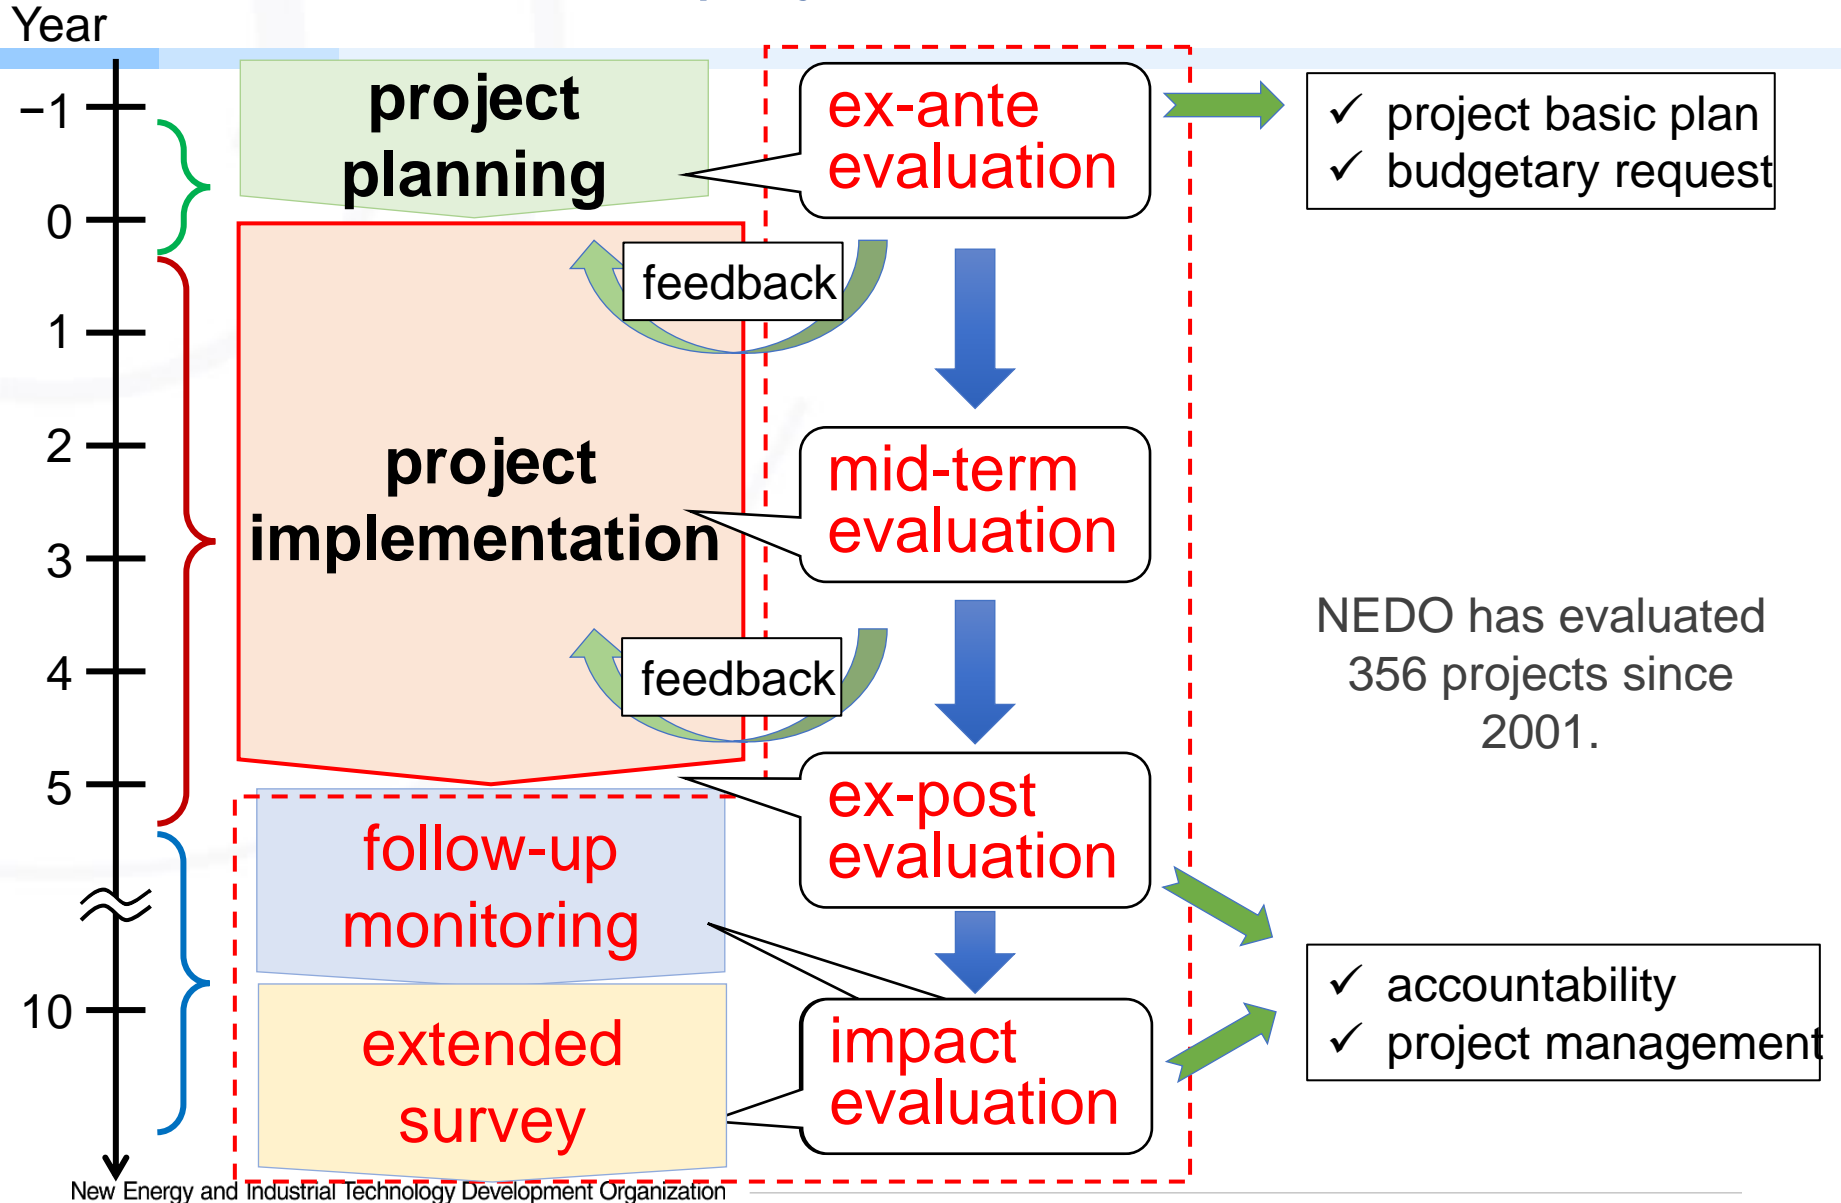 Year
−1
0
1
2
3
4
5
10
project
planning
project
implementation
follow-up
monitoring
extended
survey
ex-ante
evaluation
feedback
mid-term
evaluation
feedback
ex-post
evaluation
impact
evaluation
✓ project basic plan
✓ budgetary request
NEDO has evaluated
356 projects since
2001.
✓ accountability
✓ project management
New Energy and Industrial Technology Development Organization